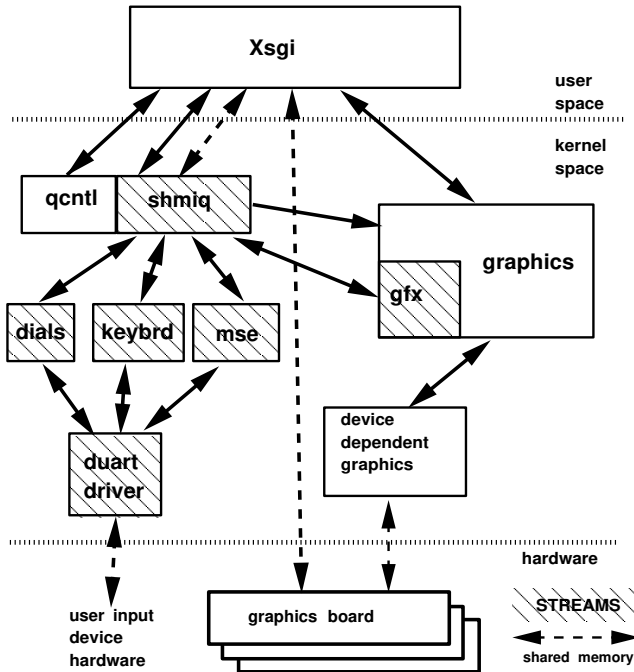 Xsgi
user
space
kernel
space
qcntl
shmiq
graphics
gfx
dials
keybrd
mse
device
dependent
graphics
duart
driver
hardware
user input
device
hardware
graphics board
STREAMS
shared memory